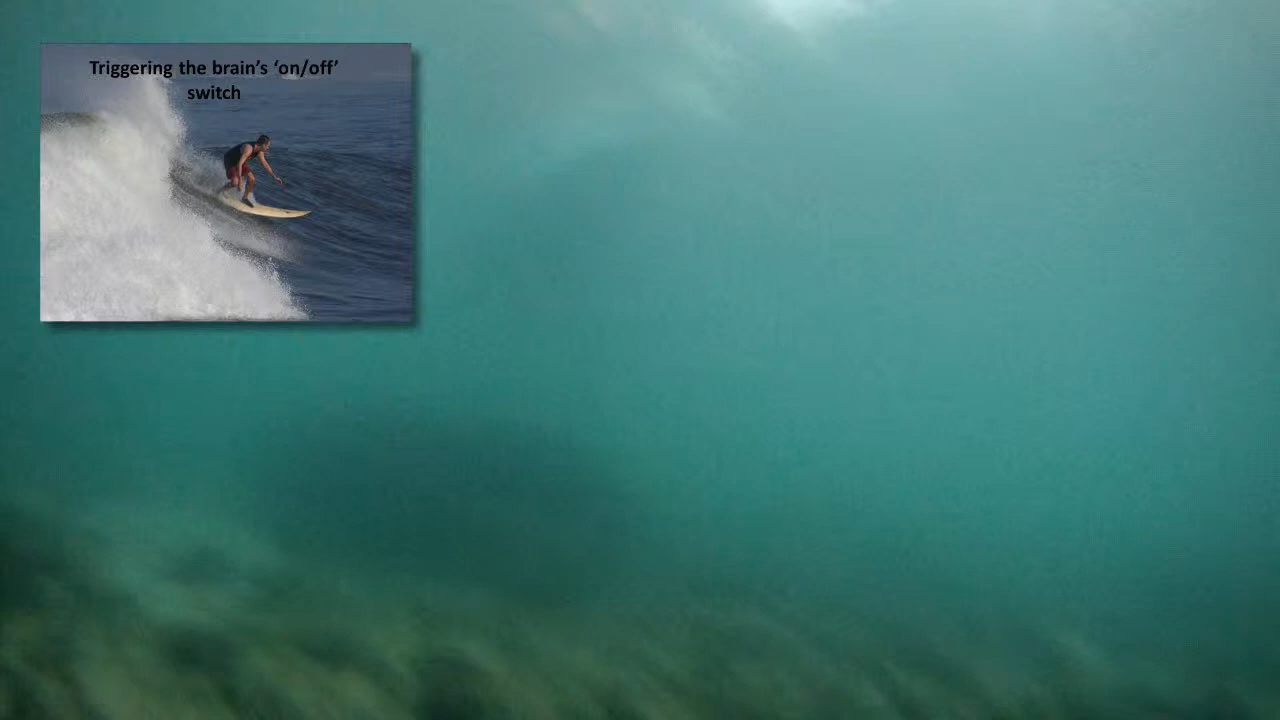 Triggering the brain’s ‘on/off’
switch